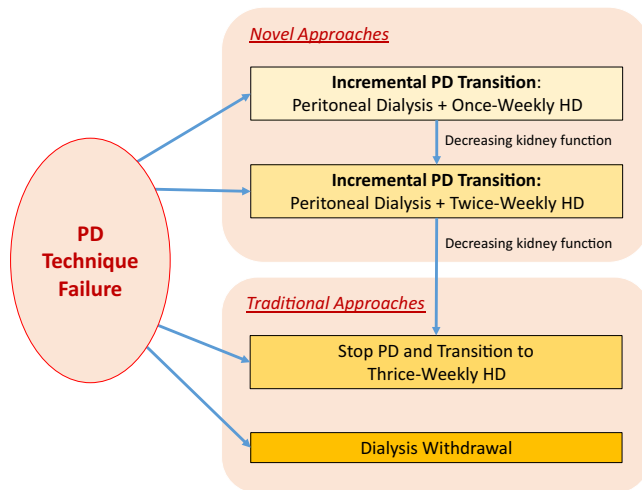 Novel Approaches
Incremental PD Transition:
Peritoneal Dialysis + Once-Weekly HD
Decreasing kidney function
Incremental PD Transition:
Peritoneal Dialysis + Twice-Weekly HD
Decreasing kidney function
PD
Technique
Failure
Traditional Approaches
Stop PD and Transition to
Thrice-Weekly HD
Dialysis Withdrawal